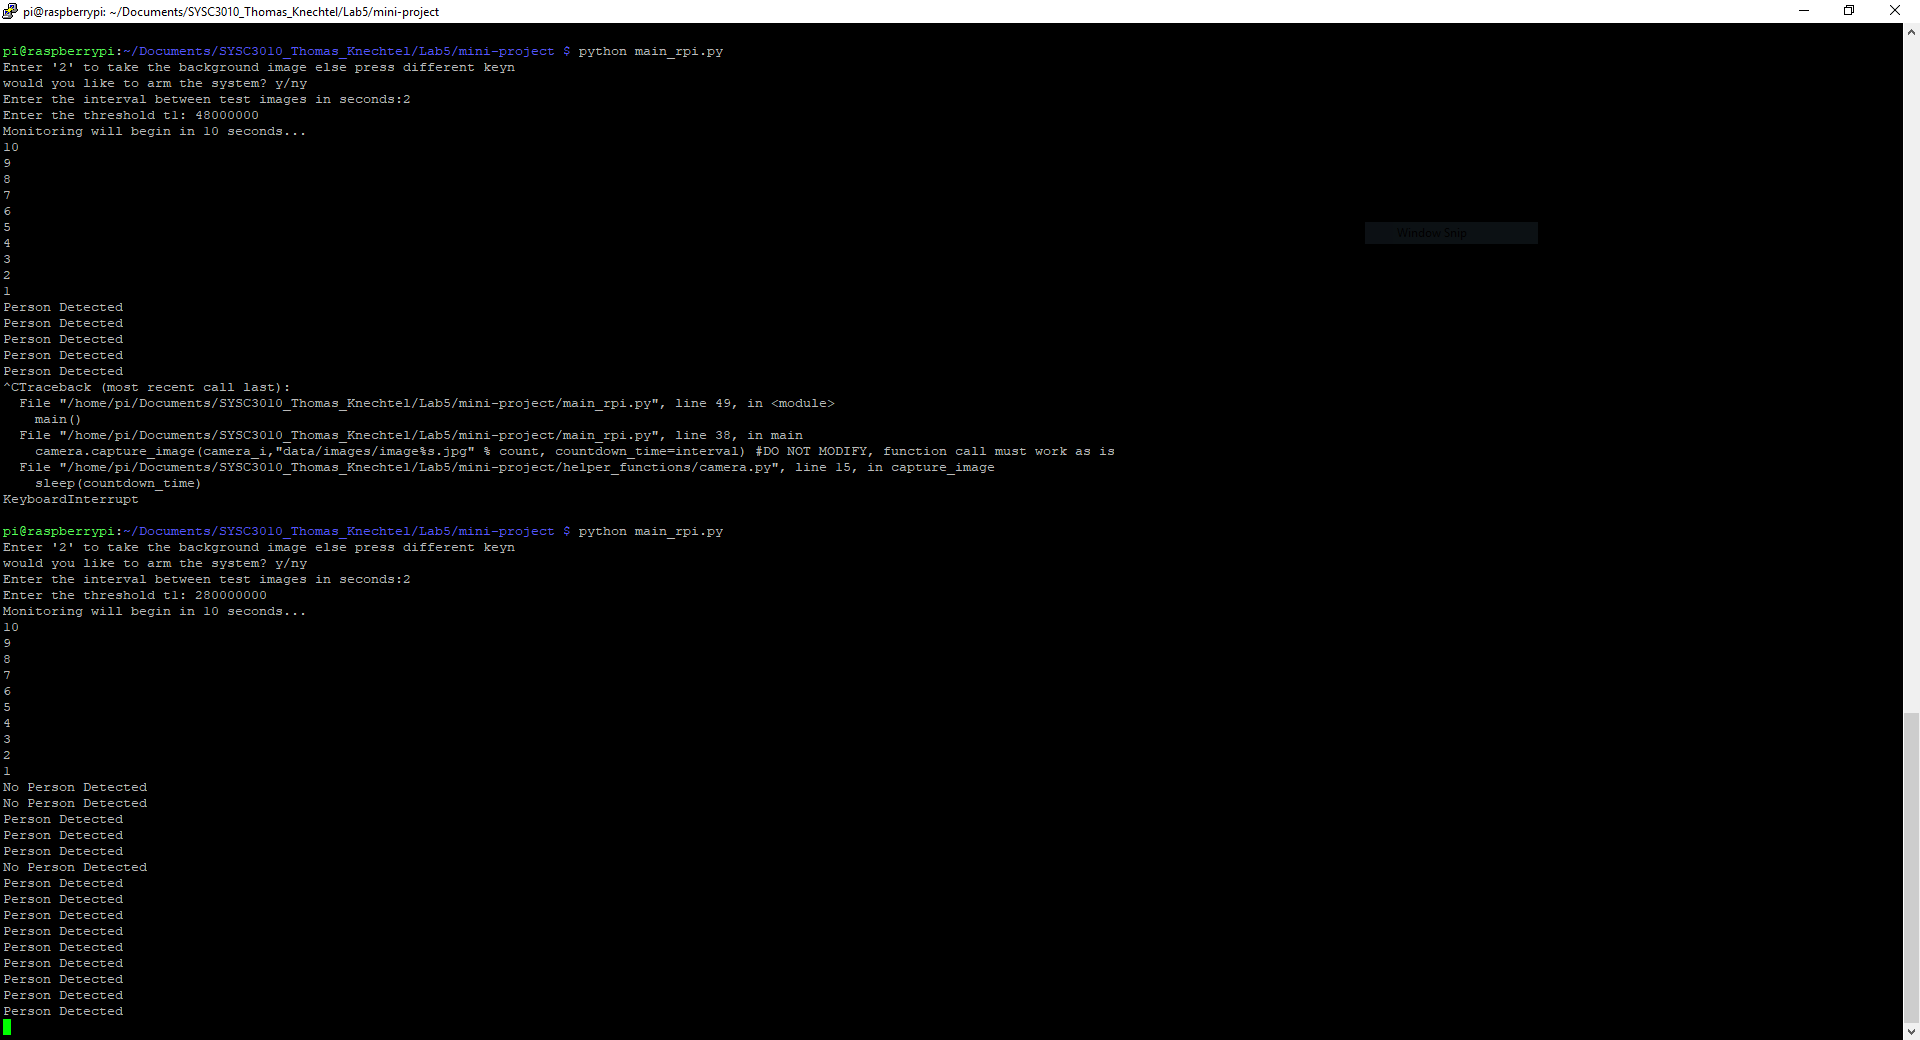 pi@raspberrypi: ~/Documents/SYSC3010_Thomas_Knechtel/Lab5/mini-project
pi@raspberrypi:~/Documents/SYSC3010_Thomas_Knechtel/Lab5/mini-project $ python main_rpi.py
Enter '2' to take the background image else press different keyn
would you like to arm the system? y/ny
Enter the interval between test images in seconds:2
Enter the threshold t1: 48000000
Monitoring will begin in 10 seconds...
10
9
8
7
6
5
4
3
2
1
Person Detected
Person Detected
Person Detected
Person Detected
Person Detected
^CTraceback (most recent call last):
  File "/home/pi/Documents/SYSC3010_Thomas_Knechtel/Lab5/mini-project/main_rpi.py", line 49, in <module>
    main()
  File "/home/pi/Documents/SYSC3010_Thomas_Knechtel/Lab5/mini-project/main_rpi.py", line 38, in main
    camera.capture_image(camera_i,"data/images/image%s.jpg" % count, countdown_time=interval) #DO NOT MODIFY, function call must work as is
  File "/home/pi/Documents/SYSC3010_Thomas_Knechtel/Lab5/mini-project/helper_functions/camera.py", line 15, in capture_image
    sleep(countdown_time)
KeyboardInterrupt
pi@raspberrypi:~/Documents/SYSC3010_Thomas_Knechtel/Lab5/mini-project $ python main_rpi.py
Enter '2' to take the background image else press different keyn
would you like to arm the system? y/ny
Enter the interval between test images in seconds:2
Enter the threshold t1: 280000000
Monitoring will begin in 10 seconds...
10
9
8
7
6
5
4
3
2
1
No Person Detected
No Person Detected
Person Detected
Person Detected
Person Detected
No Person Detected
Person Detected
Person Detected
Person Detected
Person Detected
Person Detected
Person Detected
Person Detected
Person Detected
Person Detected
Window Snip